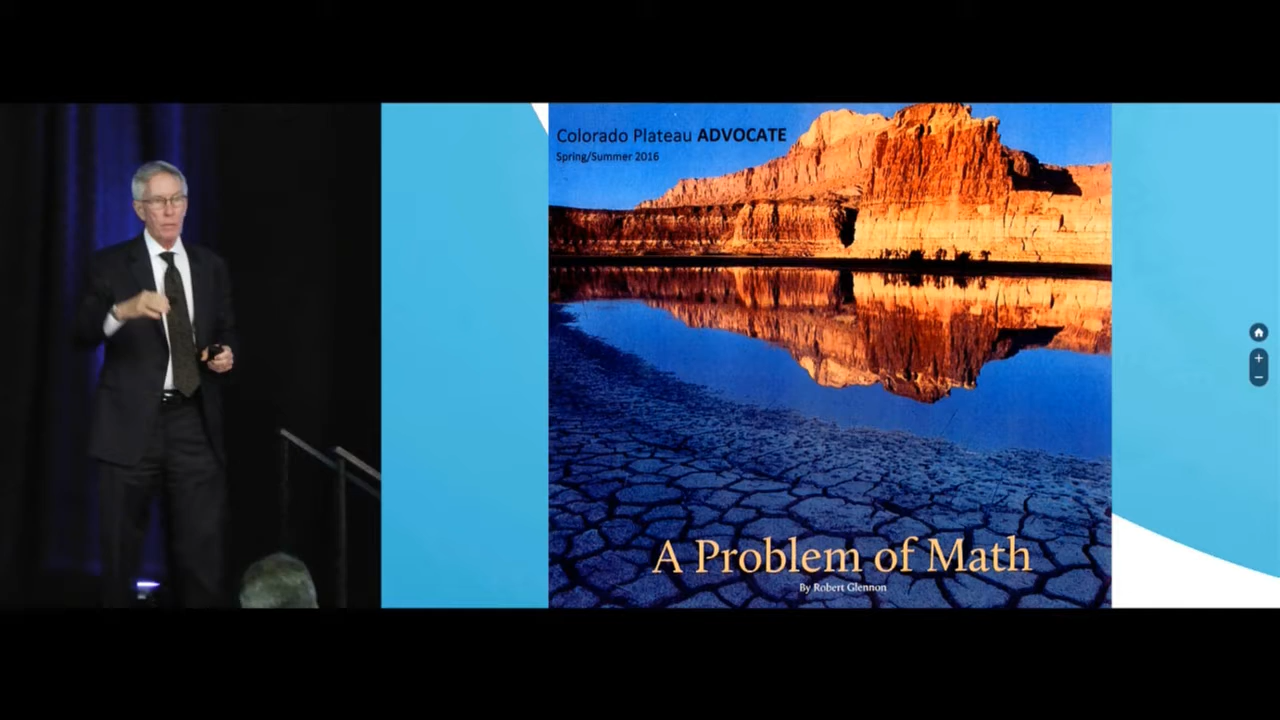 Colorado Plateau ADVOCATE
Spring/Summer 2016
A Problem of Math
By Robert Glennon